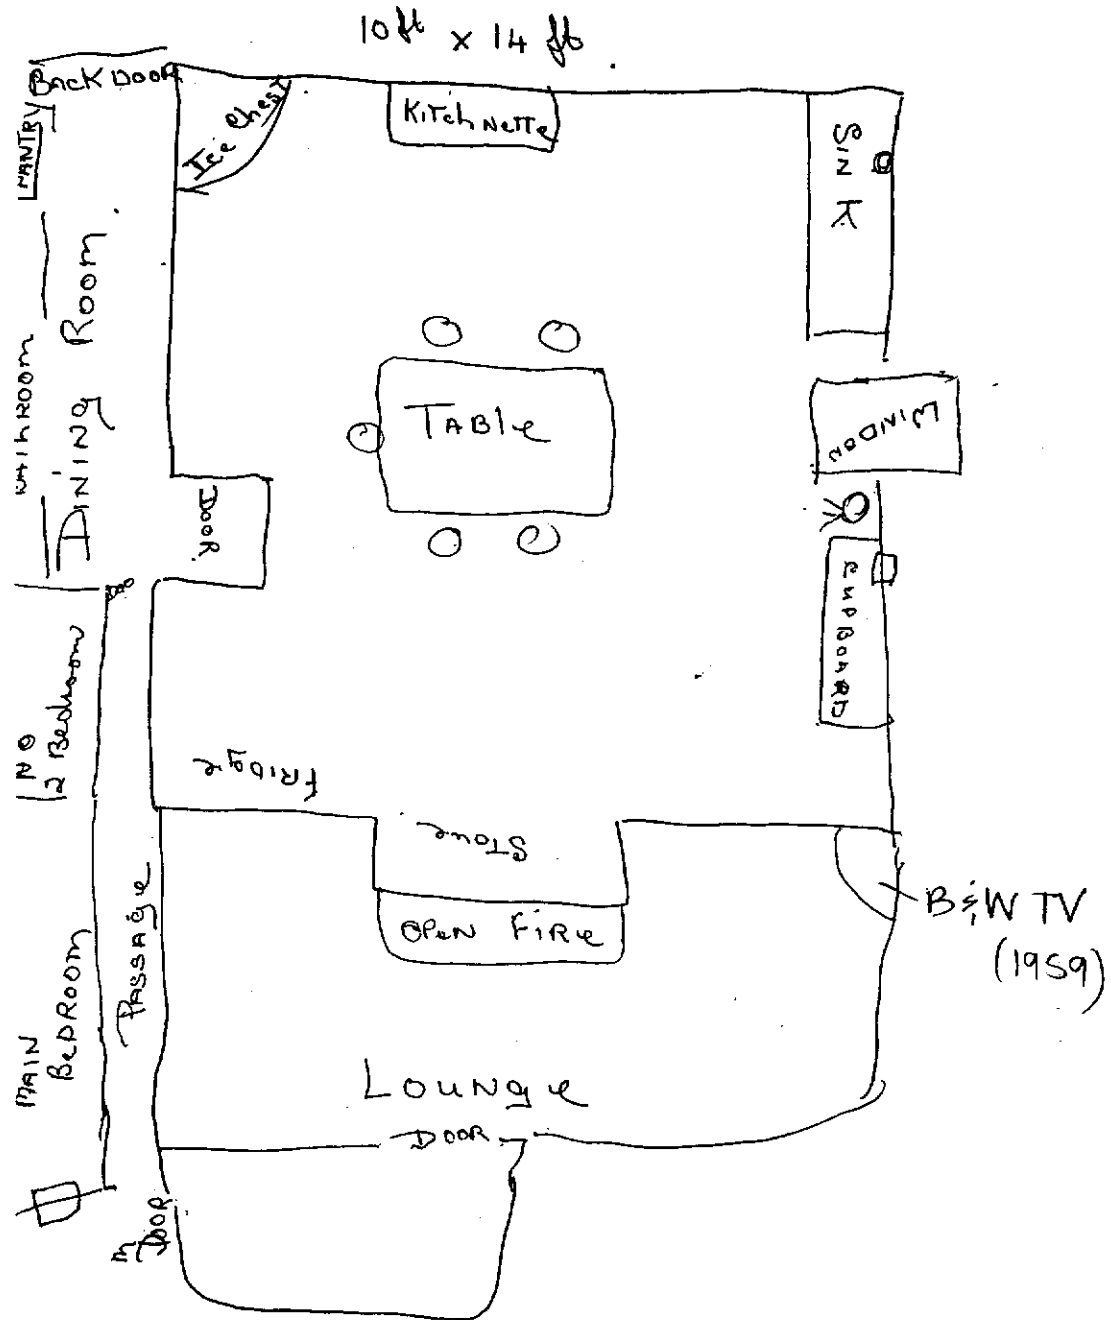 10ft x 14 ft
Back Door
Ice Chest
KitchNette
SiNK
PANTRY
DINING ROOM.
TABle
WINDOW
DOOR
CUPBOARD
NO
2 Bedroom
FRIDge
STOVe
OPeN FiRe
B&W TV
(1959)
PASSAge
MAIN
BeDROOM
LOUNge
DOOR
DOOR